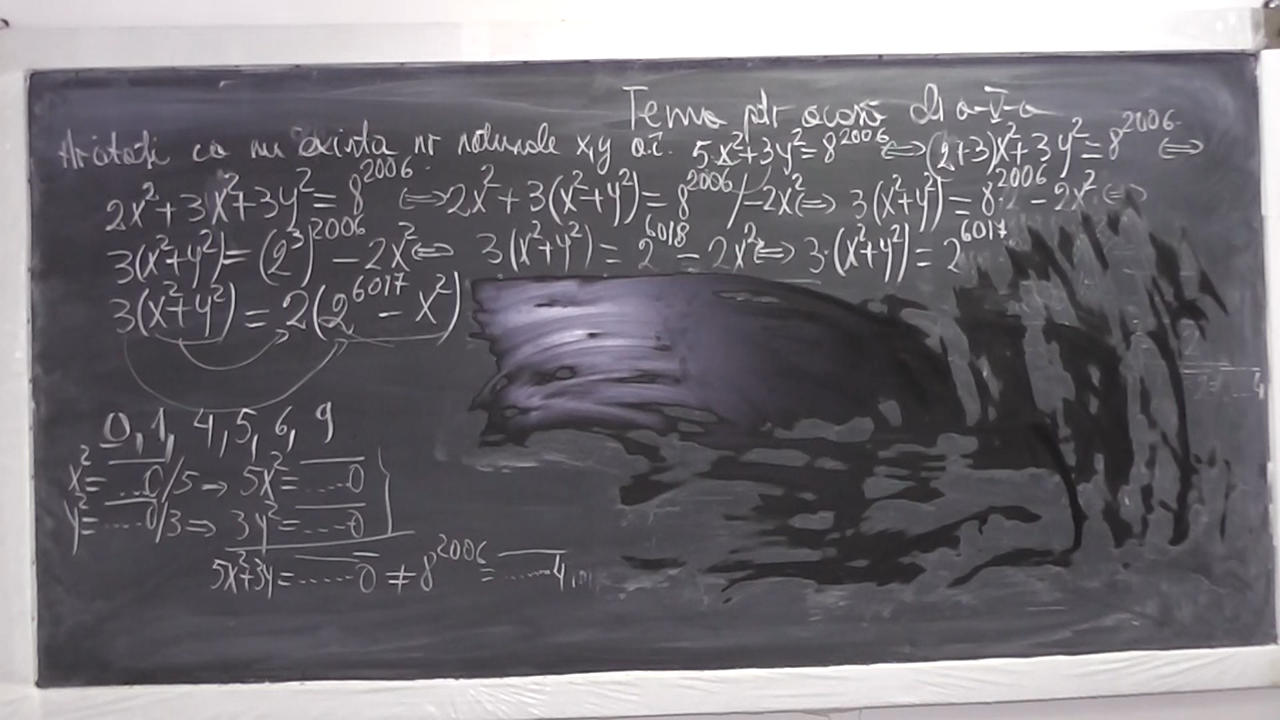 Tema ptr acasă cls a-V-a
Arătați că nu există nr naturale x,y a.î. 5x²+3y²=8²⁰⁰⁶ ⟺ (2+3)x²+3y²=8²⁰⁰⁶ ⟺
2x²+3x²+3y²=8²⁰⁰⁶ ⟺ 2x²+3(x²+y²)=8²⁰⁰⁶/-2x² ⟺ 3(x²+y²)=8²⁰⁰⁶-2x² ⟺
3(x²+y²)=(2³)²⁰⁰⁶-2x² ⟺ 3(x²+y²)=2⁶⁰¹⁸-2x² ⟺ 3·(x²+y²)=2⁶⁰¹⁷
3(x²+y²)=2(2⁶⁰¹⁷-x²)
0,1,4,5,6,9
x²=....0/5 ⇒ 5x²=.....0
y²=....0/3 ⇒ 3y²=.....0
5x²+3y=......0 ≠ 8²⁰⁰⁶=......4